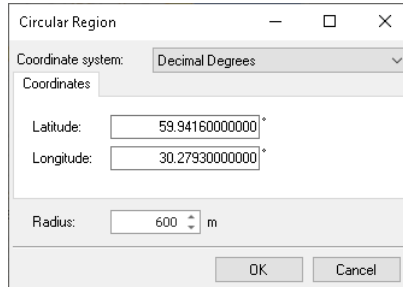 Circular Region
Coordinate system: Decimal Degrees
Coordinates
Latitude: 59.94160000000 °
Longitude: 30.27930000000 °
Radius: 600 m
OK Cancel